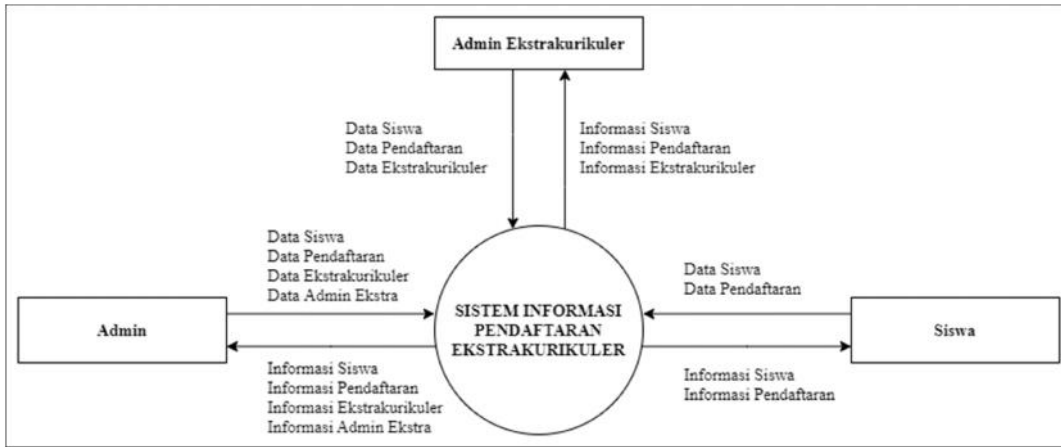 Admin Ekstrakurikuler
Data Siswa
Data Pendaftaran
Data Ekstrakurikuler
Informasi Siswa
Informasi Pendaftaran
Informasi Ekstrakurikuler
Data Siswa
Data Pendaftaran
Data Ekstrakurikuler
Data Admin Ekstra
Data Siswa
Data Pendaftaran
Admin
SISTEM INFORMASI
PENDAFTARAN
EKSTRAKURIKULER
Siswa
Informasi Siswa
Informasi Pendaftaran
Informasi Ekstrakurikuler
Informasi Admin Ekstra
Informasi Siswa
Informasi Pendaftaran